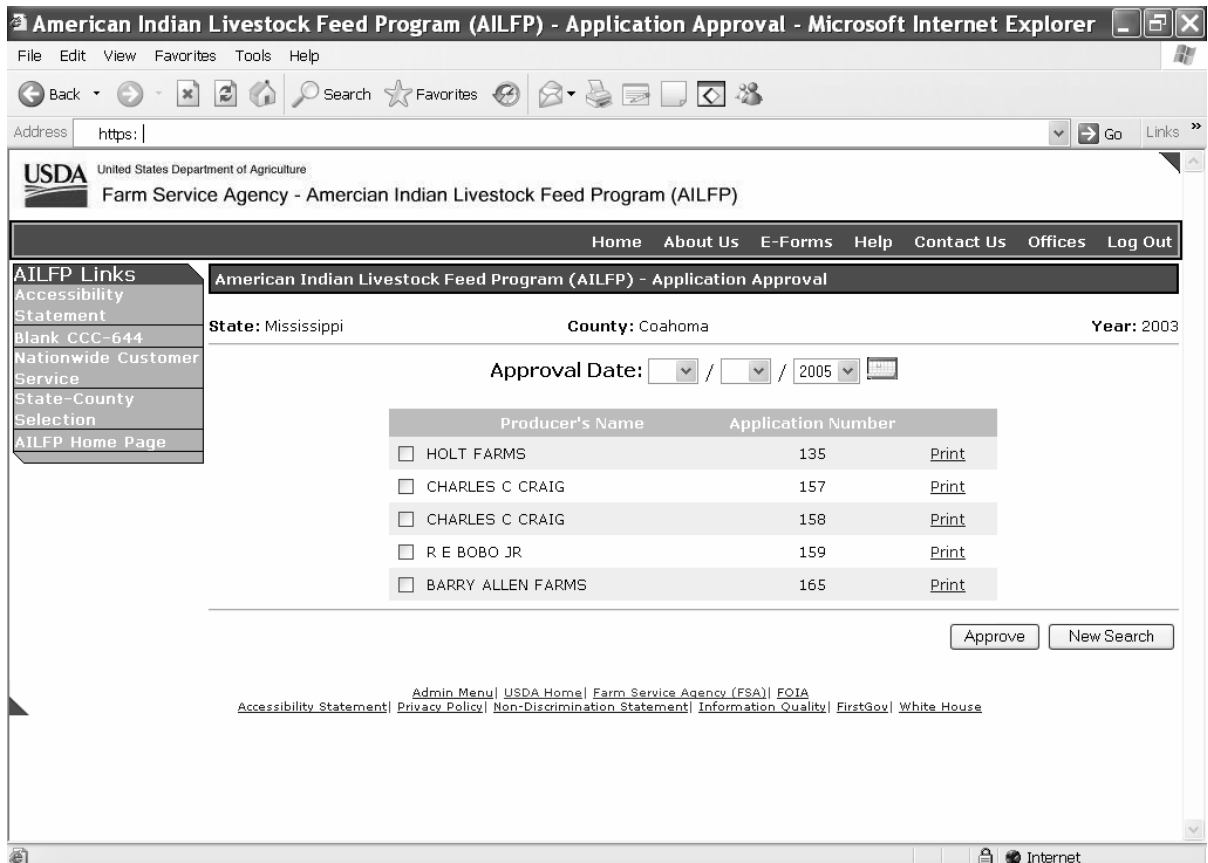 American Indian Livestock Feed Program (AILFP) - Application Approval - Microsoft Internet Explorer
File Edit View Favorites Tools Help
Back Search Favorites
Address https: Go Links »
USDA United States Department of Agriculture
Farm Service Agency - Amercian Indian Livestock Feed Program (AILFP)
Home About Us E-Forms Help Contact Us Offices Log Out
AILFP Links
Accessibility
Statement
Blank CCC-644
Nationwide Customer
Service
State-County
Selection
AILFP Home Page
American Indian Livestock Feed Program (AILFP) - Application Approval
State: Mississippi County: Coahoma Year: 2003
Approval Date: / / 2005
Producer's Name Application Number
HOLT FARMS 135 Print
CHARLES C CRAIG 157 Print
CHARLES C CRAIG 158 Print
R E BOBO JR 159 Print
BARRY ALLEN FARMS 165 Print
Approve New Search
Admin Menu| USDA Home| Farm Service Agency (FSA)| FOIA
Accessibility Statement| Privacy Policy| Non-Discrimination Statement| Information Quality| FirstGov| White House
Internet